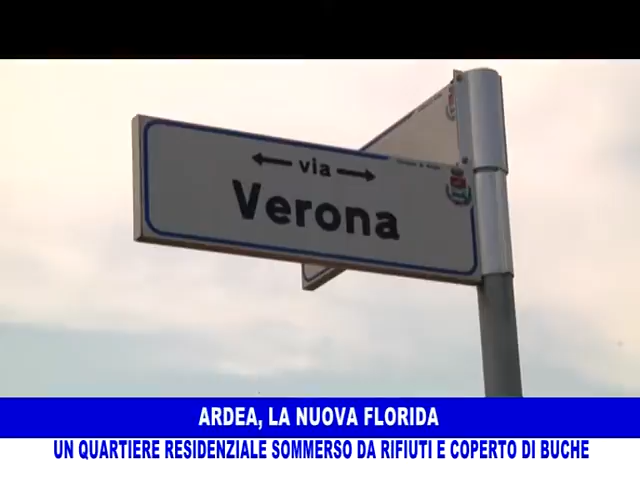 via
Verona
ARDEA, LA NUOVA FLORIDA
UN QUARTIERE RESIDENZIALE SOMMERSO DA RIFIUTI E COPERTO DI BUCHE